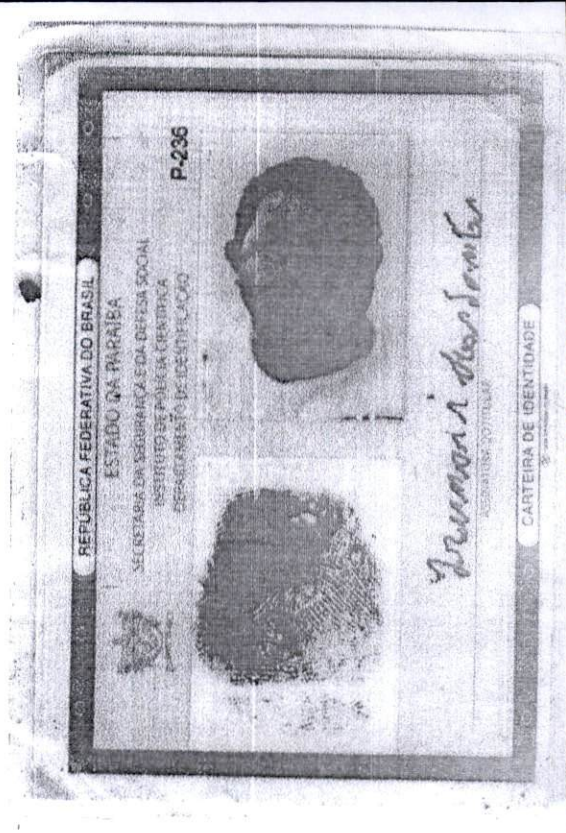 REPÚBLICA FEDERATIVA DO BRASIL
ESTADO DA PARAÍBA
SECRETARIA DA SEGURANÇA E DA DEFESA SOCIAL
INSTITUTO DE POLÍCIA CIENTÍFICA
DEPARTAMENTO DE IDENTIFICAÇÃO
P-236
ASSINATURA DO TITULAR
CARTEIRA DE IDENTIDADE